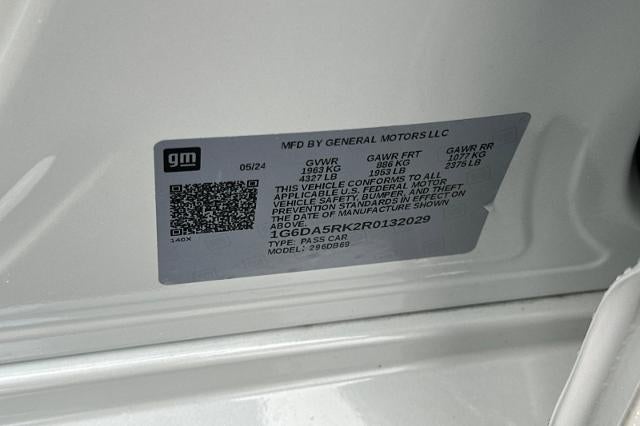 MFD BY GENERAL MOTORS LLC
gm
05/24 GVWR GAWR FRT GAWR RR
1963 KG 886 KG 1077 KG
4327 LB 1953 LB 2375 LB
THIS VEHICLE CONFORMS TO ALL
APPLICABLE U.S. FEDERAL MOTOR
VEHICLE SAFETY, BUMPER, AND THEFT
PREVENTION STANDARDS IN EFFECT ON
THE DATE OF MANUFACTURE SHOWN
ABOVE.
1G6DA5RK2R0132029
TYPE: PASS CAR
MODEL: 296DB69
140X